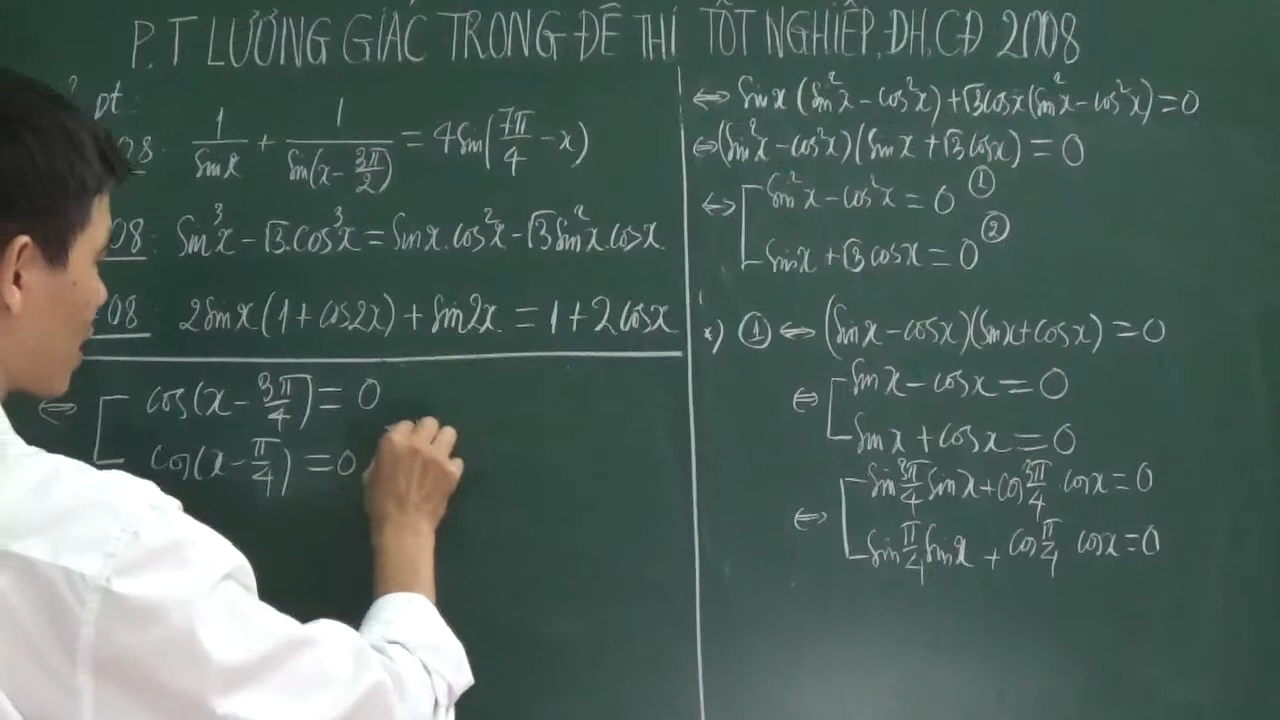 P.T LƯỢNG GIÁC TRONG ĐỀ THI TỐT NGHIỆP, ĐH, CĐ 2008
pt:
08 1/sinx + 1/sin(x - 3π/2) = 4sin(7π/4 - x)
08: sin³x - √3.cos³x = sinx.cos²x - √3sin²x.cosx
08: 2sinx(1+cos2x) + sin2x = 1+2cosx
⇔ [ cos(x - 3π/4) = 0
cos(x - π/4) = 0
⇔ sinx(sin²x - cos²x) + √3cosx(sin²x - cos²x) = 0
⇔ (sin²x - cos²x)(sinx + √3cosx) = 0
⇔ [ sin²x - cos²x = 0 ①
sinx + √3cosx = 0 ②
*) ① ⇔ (sinx - cosx)(sinx + cosx) = 0
⇔ [ sinx - cosx = 0
sinx + cosx = 0
⇔ [ sin3π/4 sinx + cos3π/4 cosx = 0
sinπ/4 sinx + cosπ/4 cosx = 0